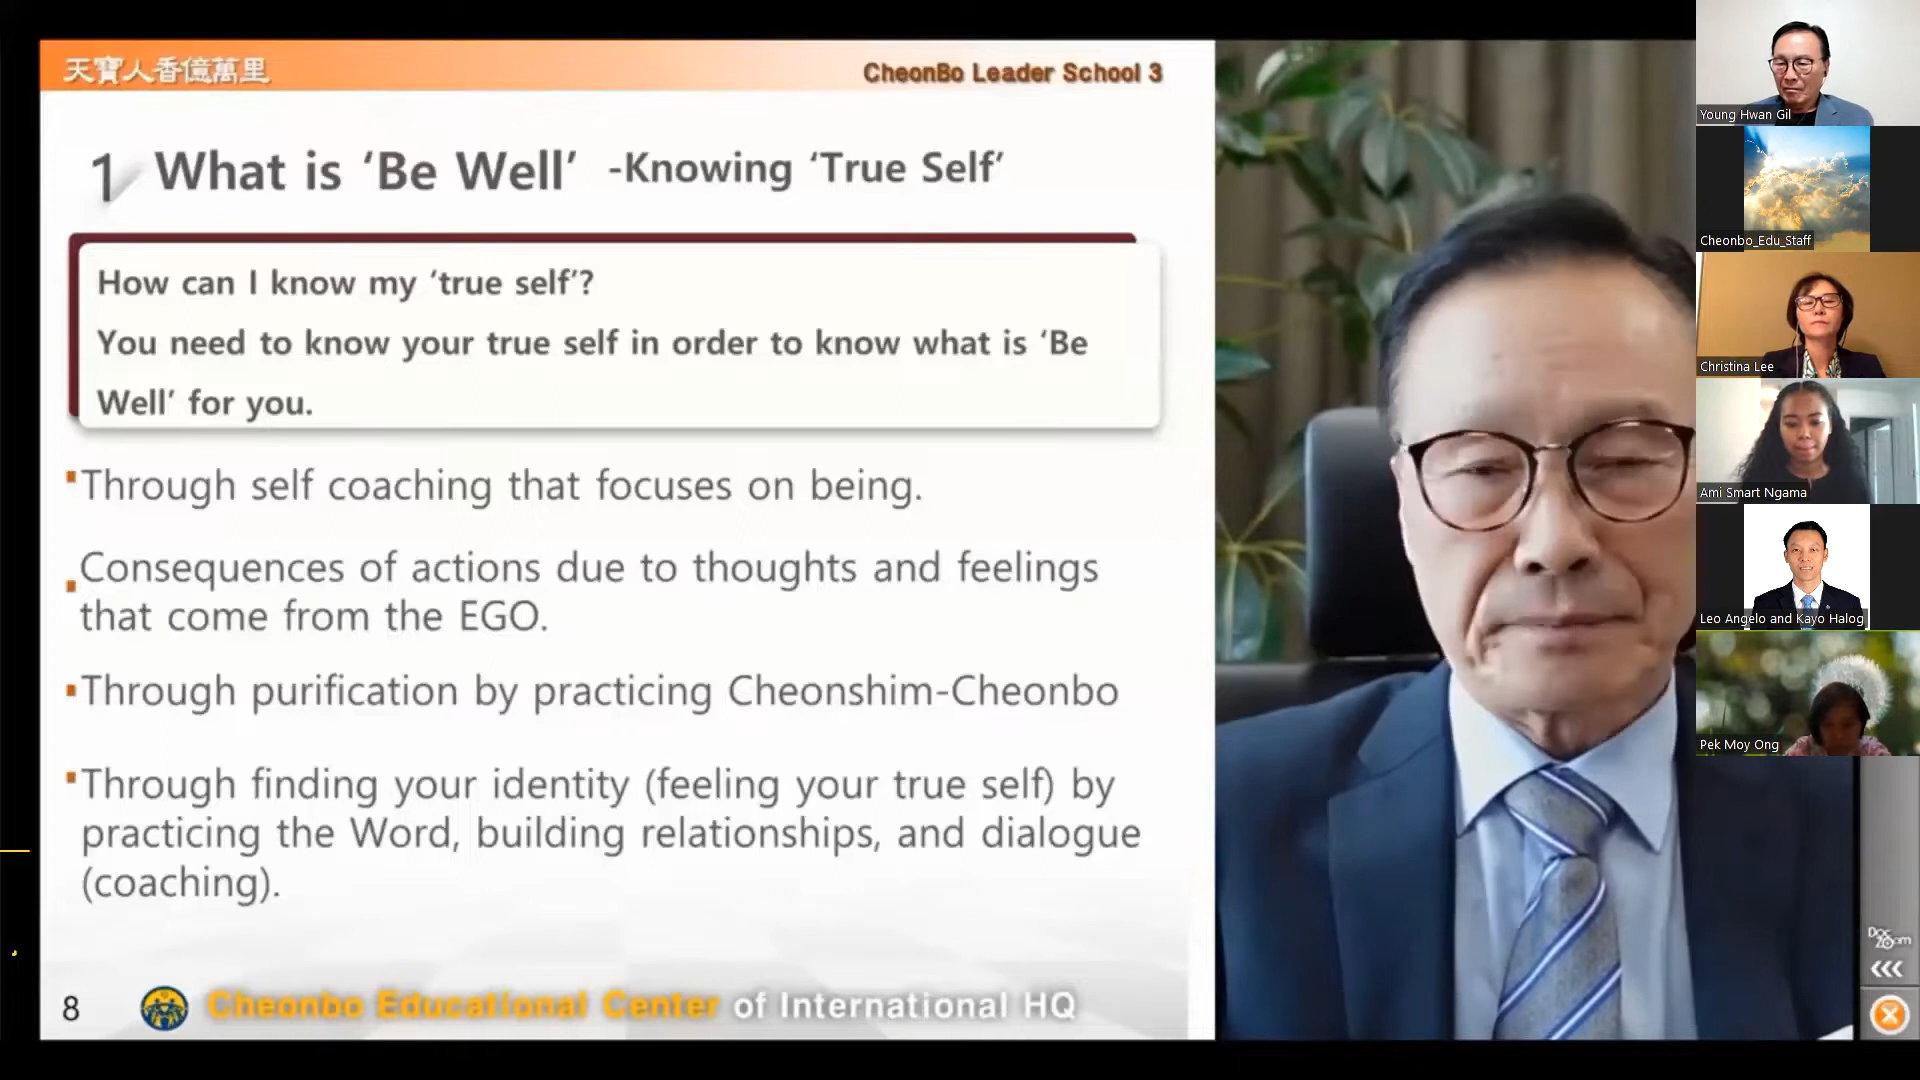 天寶人香億萬里
CheonBo Leader School 3
1 What is ‘Be Well’ -Knowing ‘True Self’
How can I know my ‘true self’?
You need to know your true self in order to know what is ‘Be
Well’ for you.
Through self coaching that focuses on being.
Consequences of actions due to thoughts and feelings
that come from the EGO.
Through purification by practicing Cheonshim-Cheonbo
Through finding your identity (feeling your true self) by
practicing the Word, building relationships, and dialogue
(coaching).
8
Cheonbo Educational Center of International HQ
Young Hwan Gil
Cheonbo_Edu_Staff
Christina Lee
Ami Smart Ngama
Leo Angelo and Kayo Halog
Pek Moy Ong
Doc
Zoom